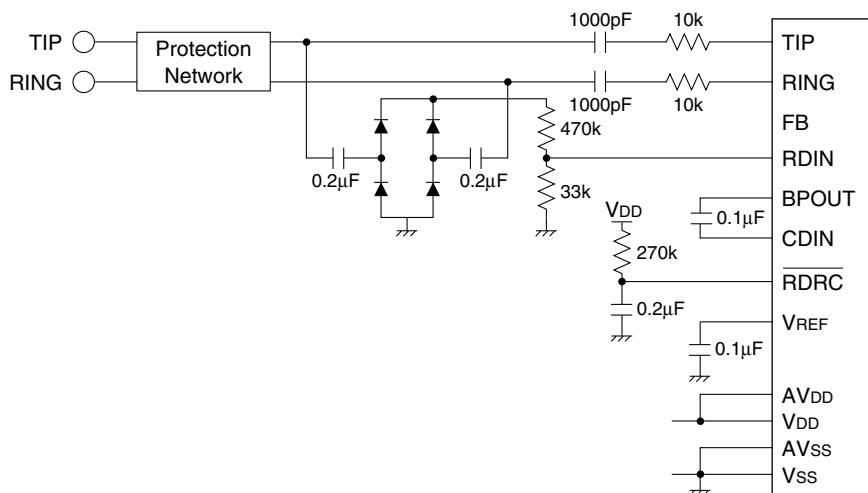 1000pF
10k
TIP
Protection
Network
TIP
RING
1000pF
10k
RING
FB
470k
RDIN
0.2µF
0.2µF
33k
BPOUT
0.1µF
VDD
CDIN
270k
RDRC
0.2µF
VREF
0.1µF
AVDD
VDD
AVSS
VSS